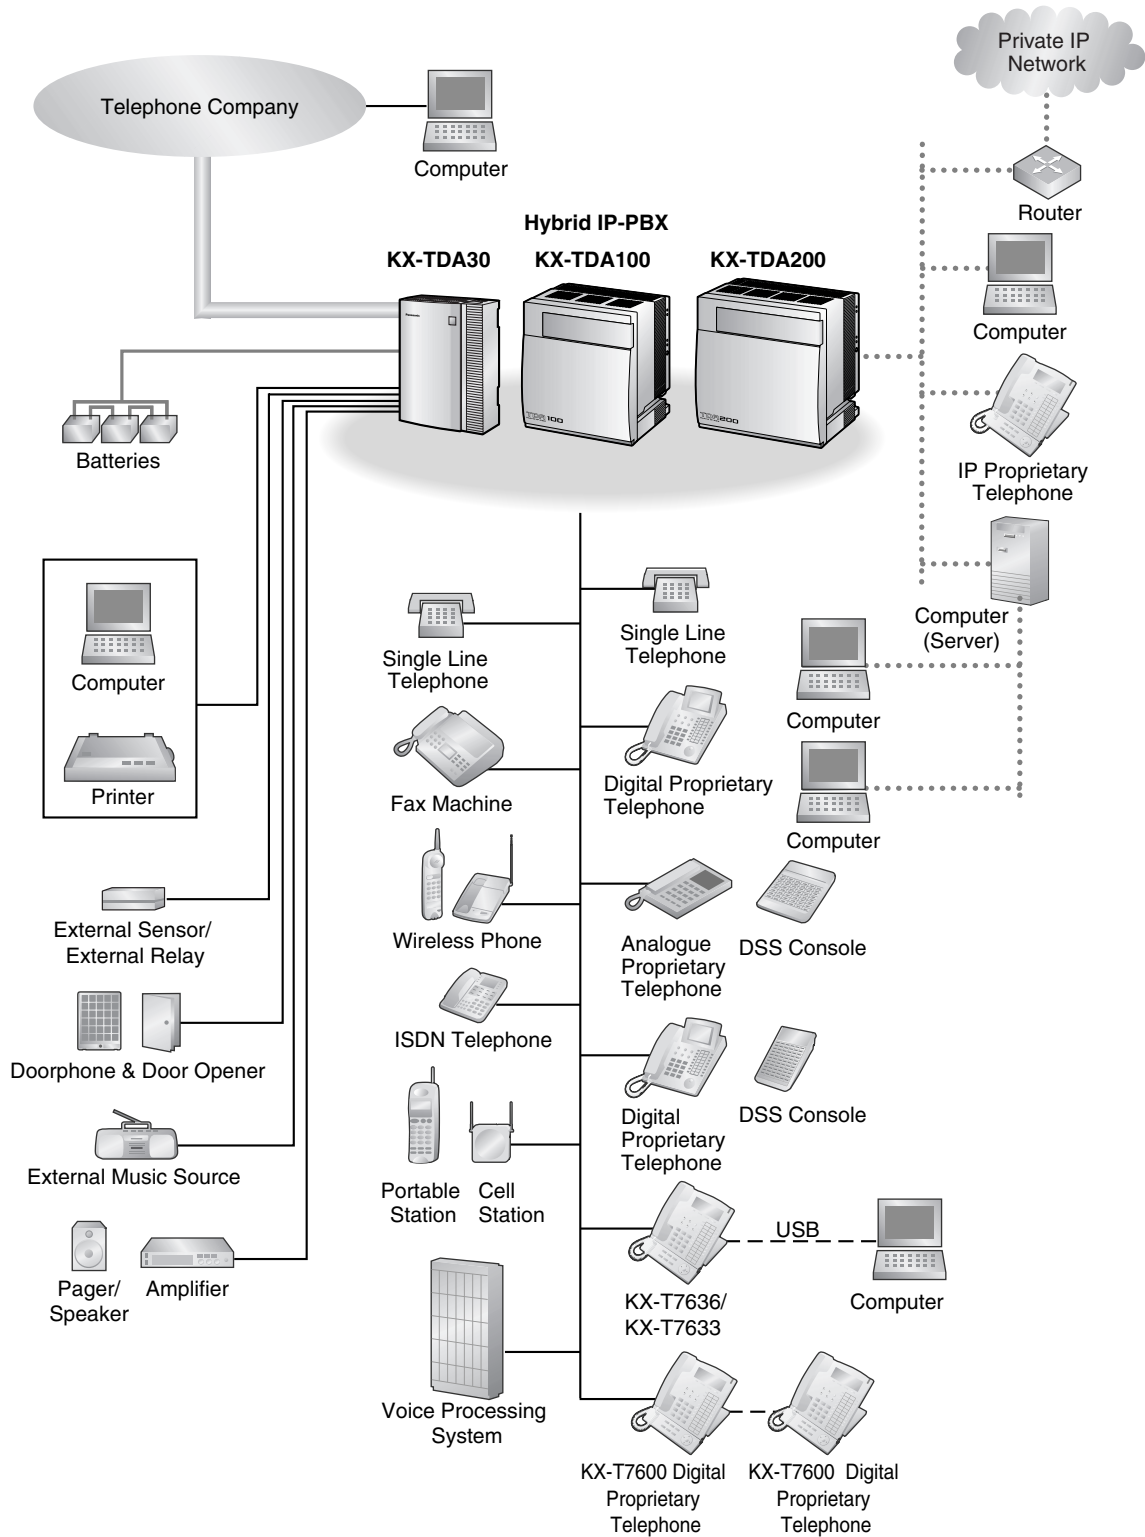 Private IP
Network
Telephone Company
Computer
Router
Hybrid IP-PBX
KX-TDA30
KX-TDA100
KX-TDA200
Computer
TDA100
TDA200
Batteries
IP Proprietary
Telephone
Computer
(Server)
Computer
Printer
Single Line
Telephone
Single Line
Telephone
Computer
Fax Machine
Digital Proprietary
Telephone
Computer
External Sensor/
External Relay
Wireless Phone
Analogue
Proprietary
Telephone
DSS Console
Doorphone & Door Opener
ISDN Telephone
Digital
Proprietary
Telephone
DSS Console
External Music Source
Portable
Station
Cell
Station
Pager/
Speaker
Amplifier
KX-T7636/
KX-T7633
USB
Computer
Voice Processing
System
KX-T7600 Digital
Proprietary
Telephone
KX-T7600 Digital
Proprietary
Telephone